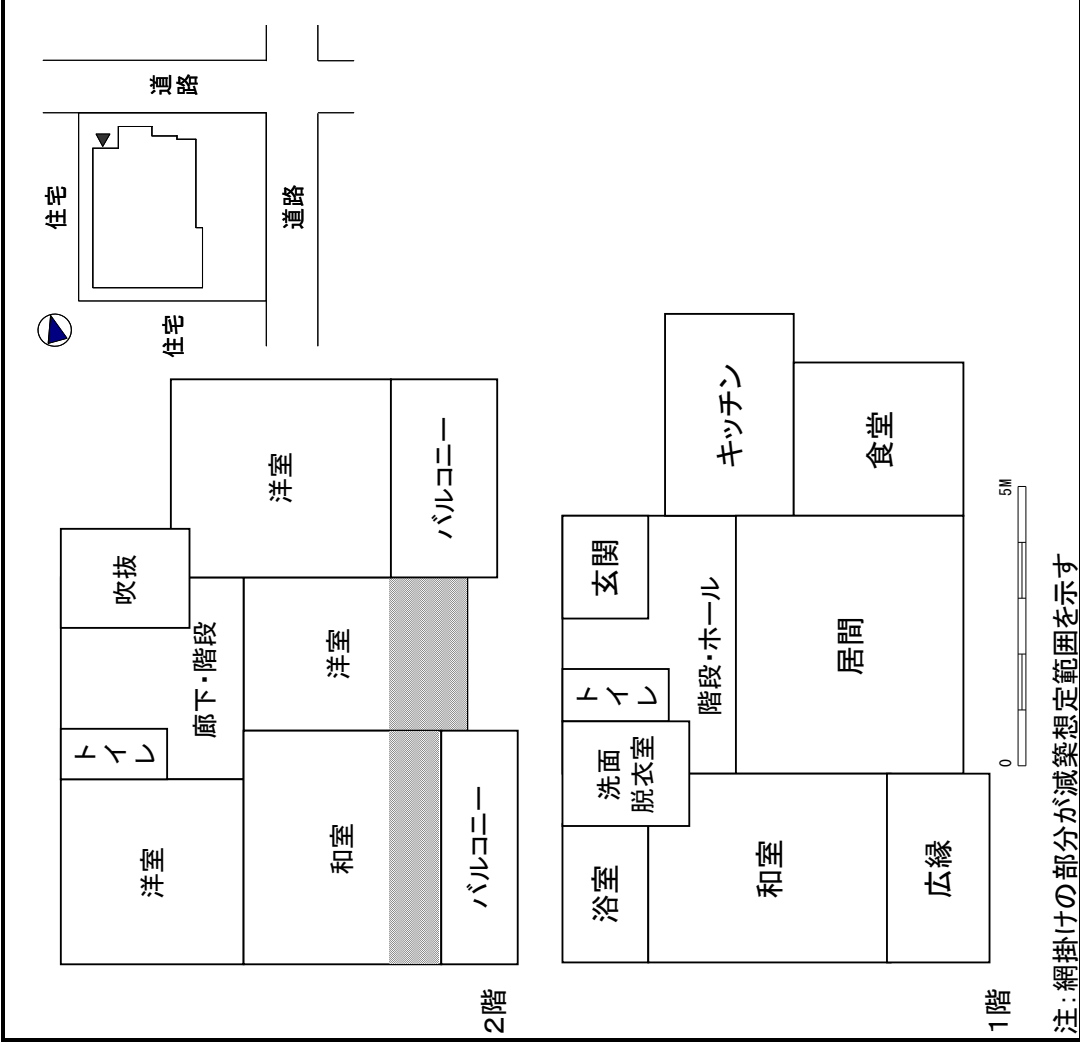 2階
洋室
トイレ
吹抜
廊下・階段
和室
洋室
洋室
バルコニー
バルコニー
住宅
住宅
道路
道路
1階
浴室
洗面
脱衣室
トイレ
玄関
階段・ホール
キッチン
和室
居間
食堂
広縁
0
5M
注:網掛けの部分が減築想定範囲を示す